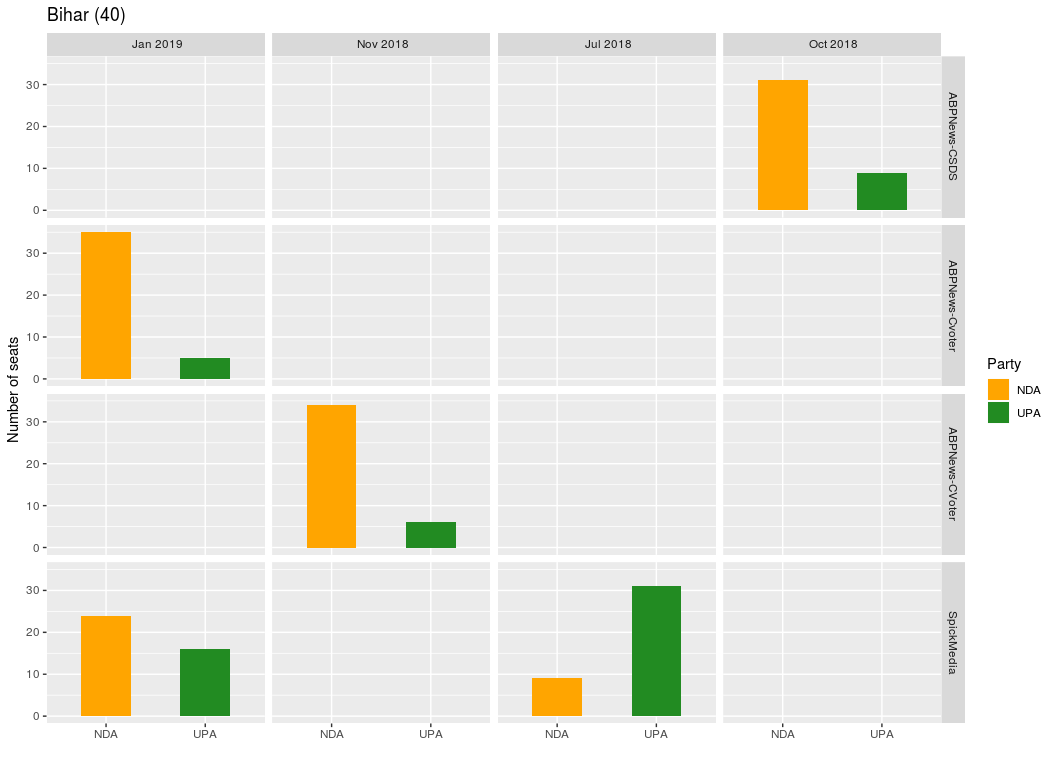 Bihar (40)
Jan 2019
Nov 2018
Jul 2018
Oct 2018
30
20
10
0
ABPNews-CSDS
30
20
10
0
ABPNews-Cvoter
30
20
10
0
ABPNews-CVoter
30
20
10
0
SpickMedia
Number of seats
NDA
UPA
NDA
UPA
NDA
UPA
NDA
UPA
Party
NDA
UPA